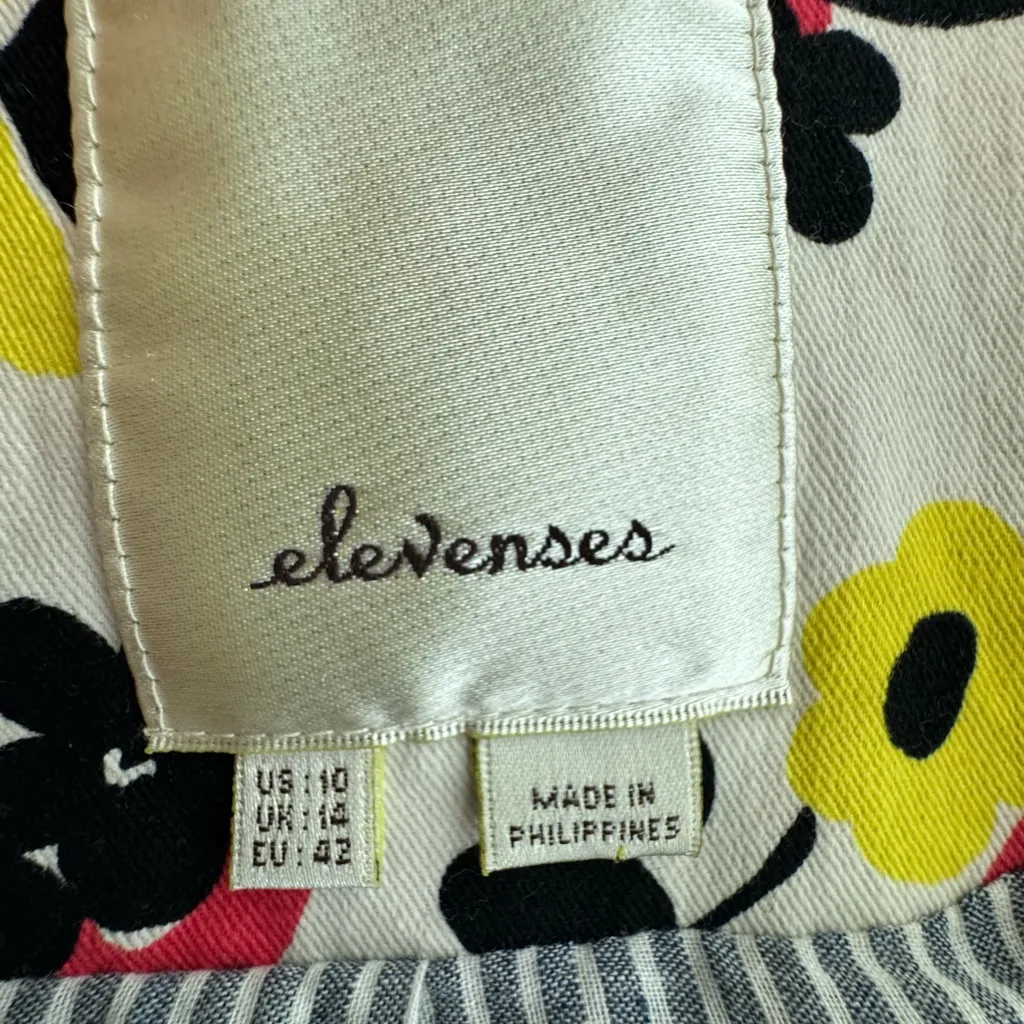 elevenses
US:10
UK:14
EU:42
MADE IN
PHILIPPINES